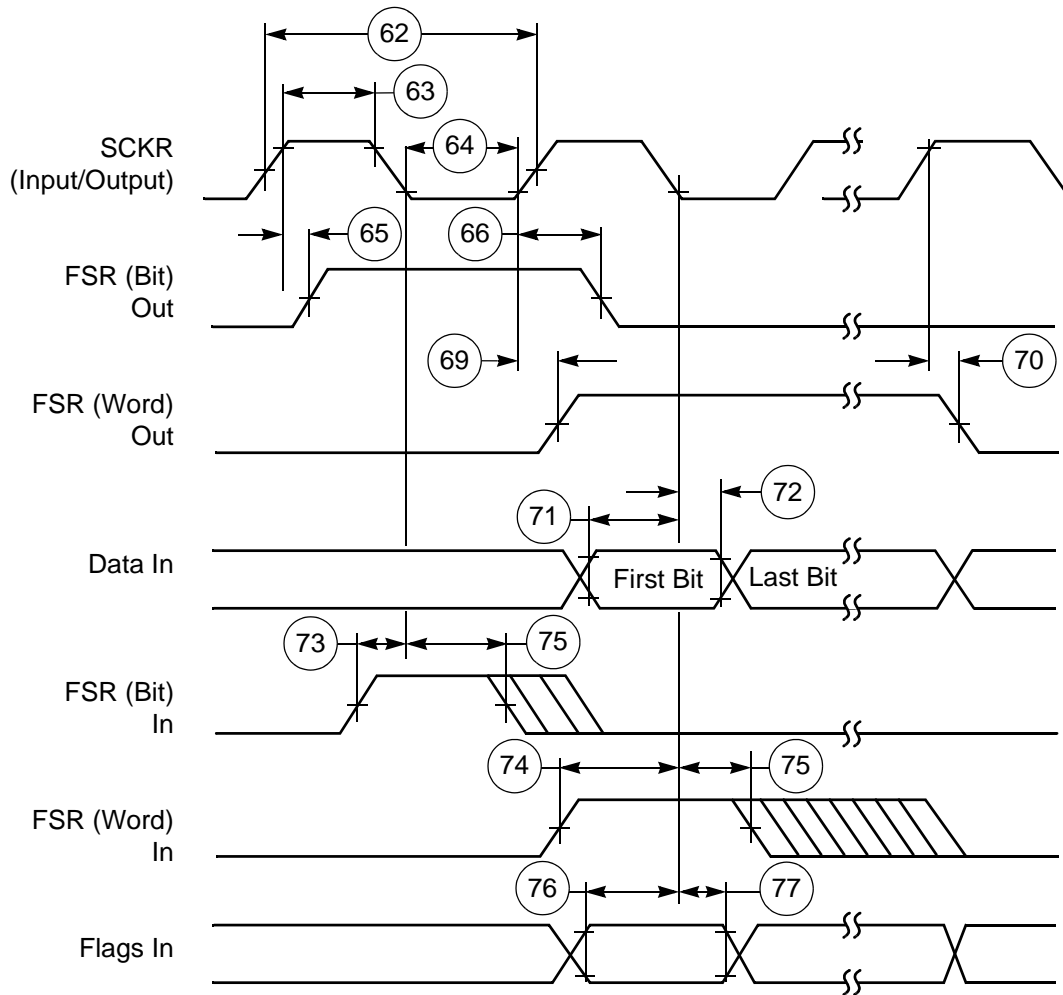 62
63
SCKR
(Input/Output)
64
65
66
FSR (Bit)
Out
69
70
FSR (Word)
Out
71
72
Data In
First Bit
Last Bit
73
75
FSR (Bit)
In
74
75
FSR (Word)
In
76
77
Flags In